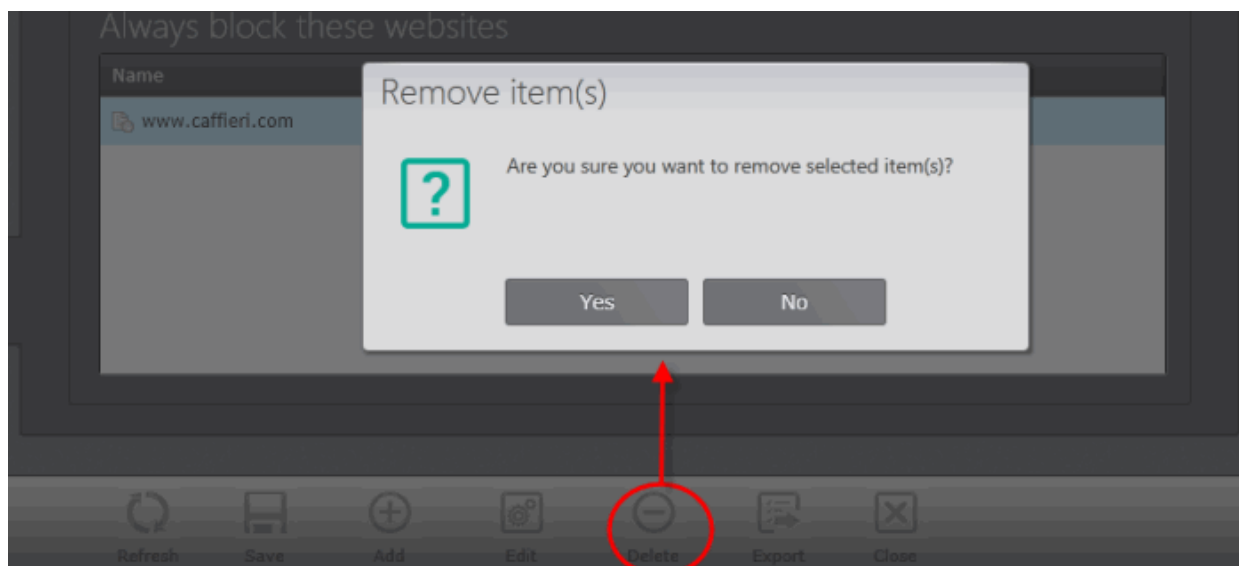 Always block these websites
Name
Remove item(s)
www.caffieri.com
Are you sure you want to remove selected item(s)?
?
Yes No
Refresh Save Add Edit Delete Export Close